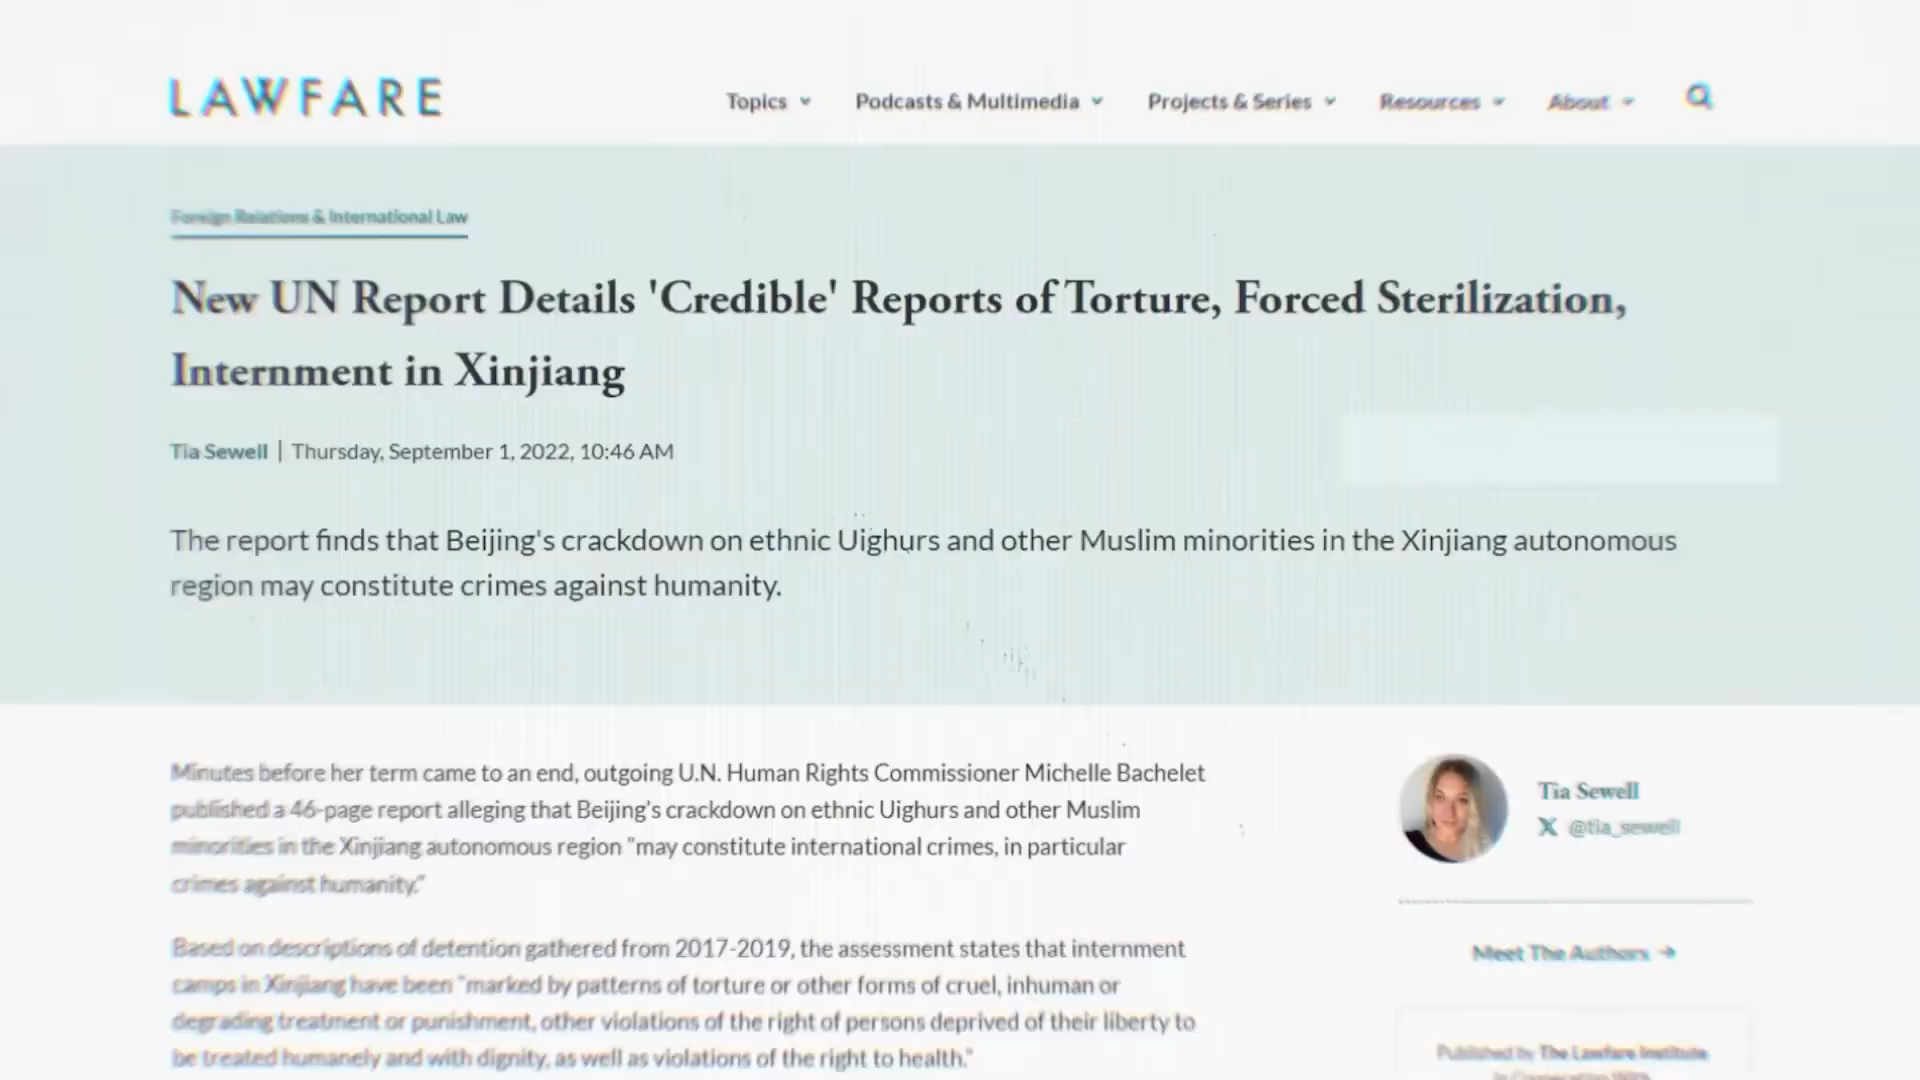 LAWFARE
Topics
Podcasts & Multimedia
Projects & Series
Resources
About
Foreign Relations & International Law
New UN Report Details 'Credible' Reports of Torture, Forced Sterilization,
Internment in Xinjiang
Tia Sewell | Thursday, September 1, 2022, 10:46 AM
The report finds that Beijing's crackdown on ethnic Uighurs and other Muslim minorities in the Xinjiang autonomous
region may constitute crimes against humanity.
Minutes before her term came to an end, outgoing U.N. Human Rights Commissioner Michelle Bachelet
published a 46-page report alleging that Beijing's crackdown on ethnic Uighurs and other Muslim
minorities in the Xinjiang autonomous region "may constitute international crimes, in particular
crimes against humanity."
Based on descriptions of detention gathered from 2017-2019, the assessment states that internment
camps in Xinjiang have been "marked by patterns of torture or other forms of cruel, inhuman or
degrading treatment or punishment, other violations of the right of persons deprived of their liberty to
be treated humanely and with dignity, as well as violations of the right to health."
Tia Sewell
X @tia_sewell
Meet The Authors →
Published by The Lawfare Institute